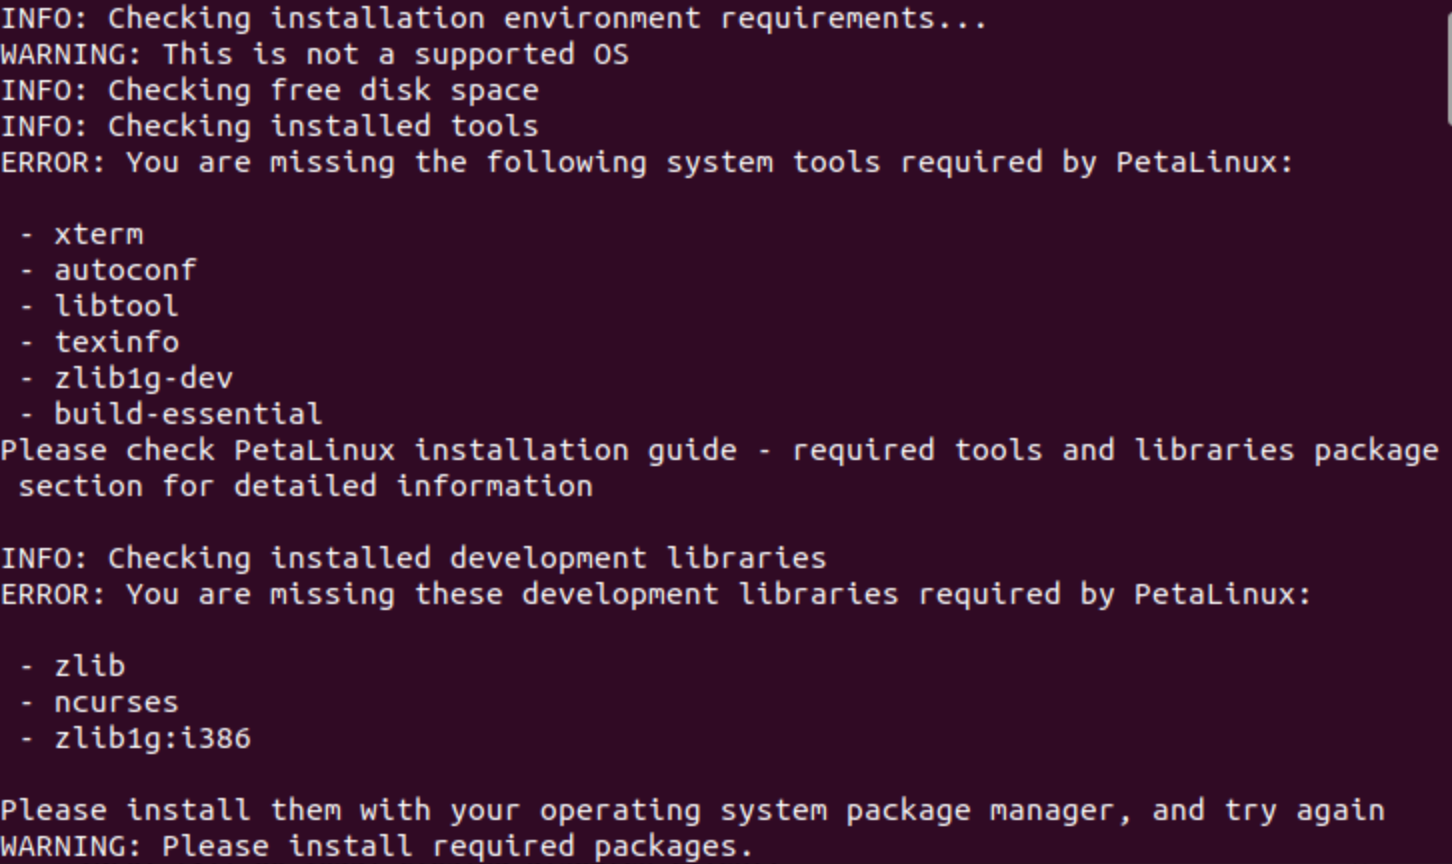 INFO: Checking installation environment requirements...
WARNING: This is not a supported OS
INFO: Checking free disk space
INFO: Checking installed tools
ERROR: You are missing the following system tools required by PetaLinux:
- xterm
- autoconf
- libtool
- texinfo
- zlib1g-dev
- build-essential
Please check PetaLinux installation guide - required tools and libraries package
section for detailed information
INFO: Checking installed development libraries
ERROR: You are missing these development libraries required by PetaLinux:
- zlib
- ncurses
- zlib1g:i386
Please install them with your operating system package manager, and try again
WARNING: Please install required packages.